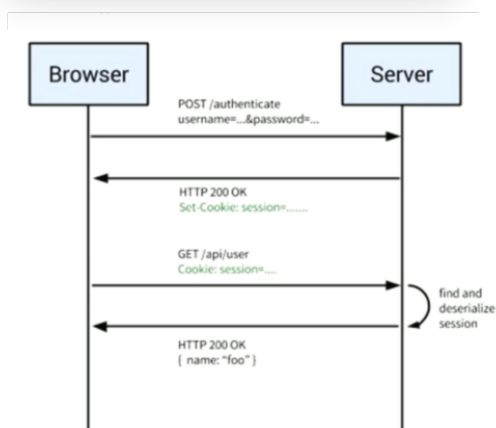 Browser
Server
POST /authenticate
username=...&password=...
HTTP 200 OK
Set-Cookie: session=.......
GET /api/user
Cookie: session=....
find and
deserialize
session
HTTP 200 OK
{ name: "foo" }